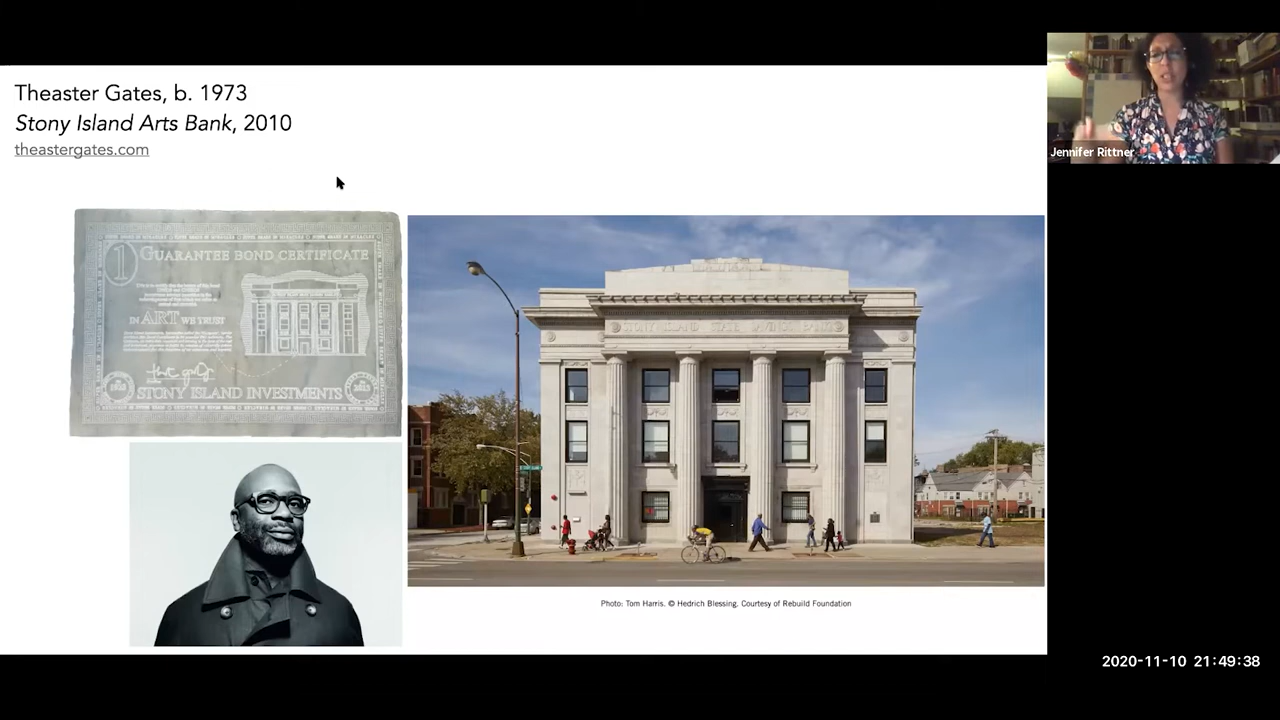 Theaster Gates, b. 1973
Stony Island Arts Bank, 2010
theastergates.com
Jennifer Rittner
1
GUARANTEE BOND CERTIFICATE
IN ART WE TRUST
STONY ISLAND INVESTMENTS
STONY ISLAND STATE SAVINGS BANK
Photo: Tom Harris. © Hedrich Blessing. Courtesy of Rebuild Foundation
2020-11-10 21:49:38